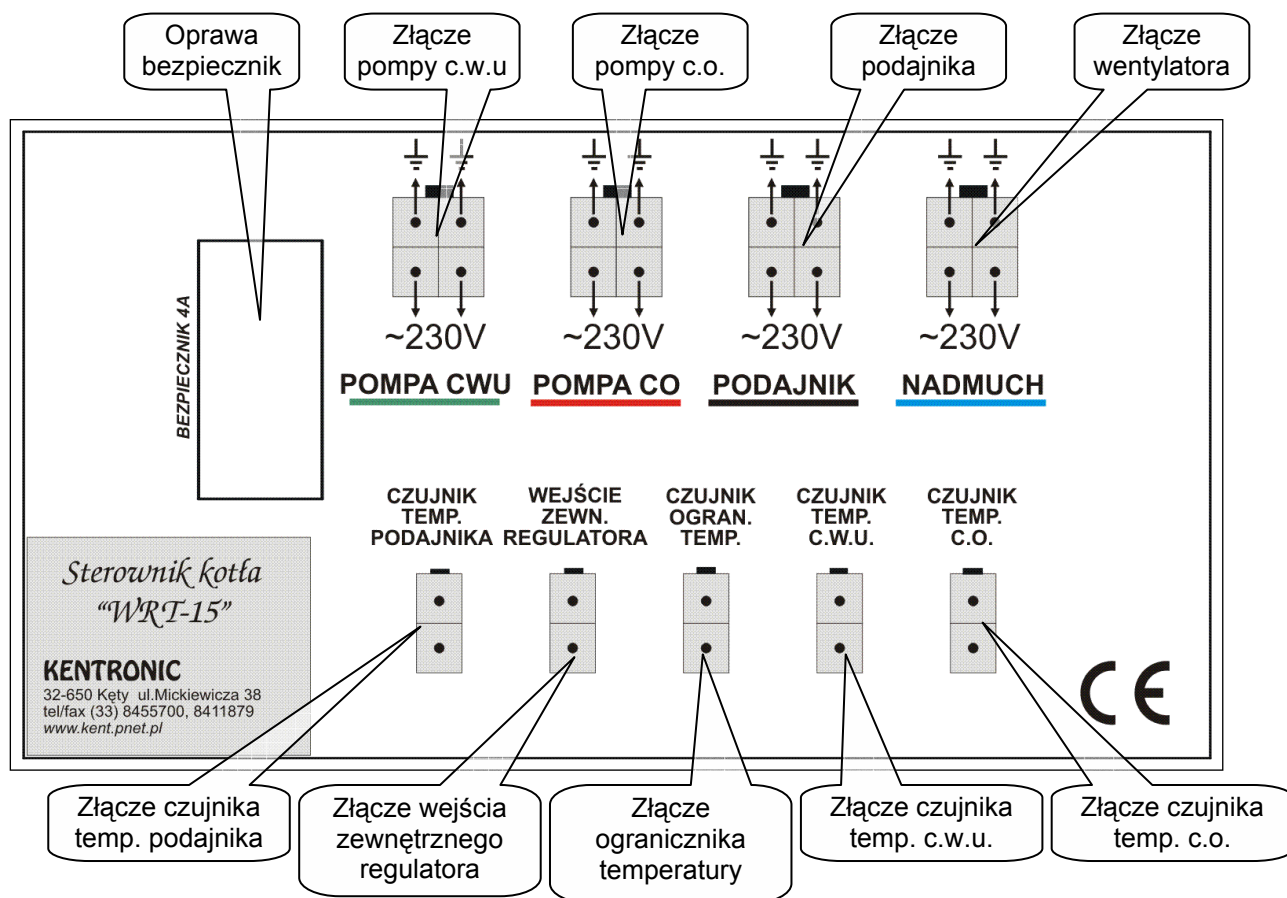 Oprawa
bezpiecznik
Złącze
pompy c.w.u
Złącze
pompy c.o.
Złącze
podajnika
Złącze
wentylatora
BEZPIECZNIK 4A
~230V
~230V
~230V
~230V
POMPA CWU
POMPA CO
PODAJNIK
NADMUCH
CZUJNIK
TEMP.
PODAJNIKA
WEJŚCIE
ZEWN.
REGULATORA
CZUJNIK
OGRAN.
TEMP.
CZUJNIK
TEMP.
C.W.U.
CZUJNIK
TEMP.
C.O.
Sterownik kotła
“WRT-15”
KENTRONIC
32-650 Kęty ul.Mickiewicza 38
tel/fax (33) 8455700, 8411879
www.kent.pnet.pl
CE
Złącze czujnika
temp. podajnika
Złącze wejścia
zewnętrznego
regulatora
Złącze
ogranicznika
temperatury
Złącze czujnika
temp. c.w.u.
Złącze czujnika
temp. c.o.